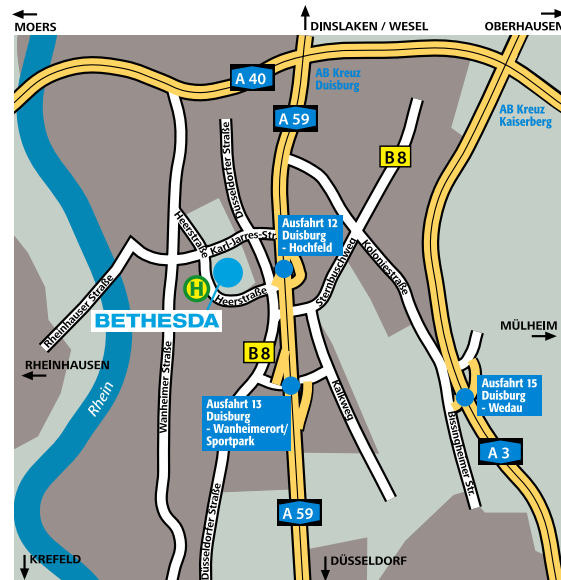 MOERS
DINSLAKEN / WESEL
OBERHAUSEN
A 40
AB Kreuz
Duisburg
AB Kreuz
Kaiserberg
A 59
B 8
Düsseldorfer Straße
Heerstraße
Karl-Jarres-Str.
Ausfahrt 12
Duisburg
- Hochfeld
Sternbuschweg
Koloniestraße
H
Heerstraße
Rheinhauser Straße
BETHESDA
MÜLHEIM
B 8
RHEINHAUSEN
Rhein
Wanheimer Straße
Kalkweg
Ausfahrt 13
Duisburg
- Wanheimerort/
Sportpark
Ausfahrt 15
Duisburg
- Wedau
Bissingheimer Str.
A 3
A 59
Düsseldorfer Straße
KREFELD
DÜSSELDORF